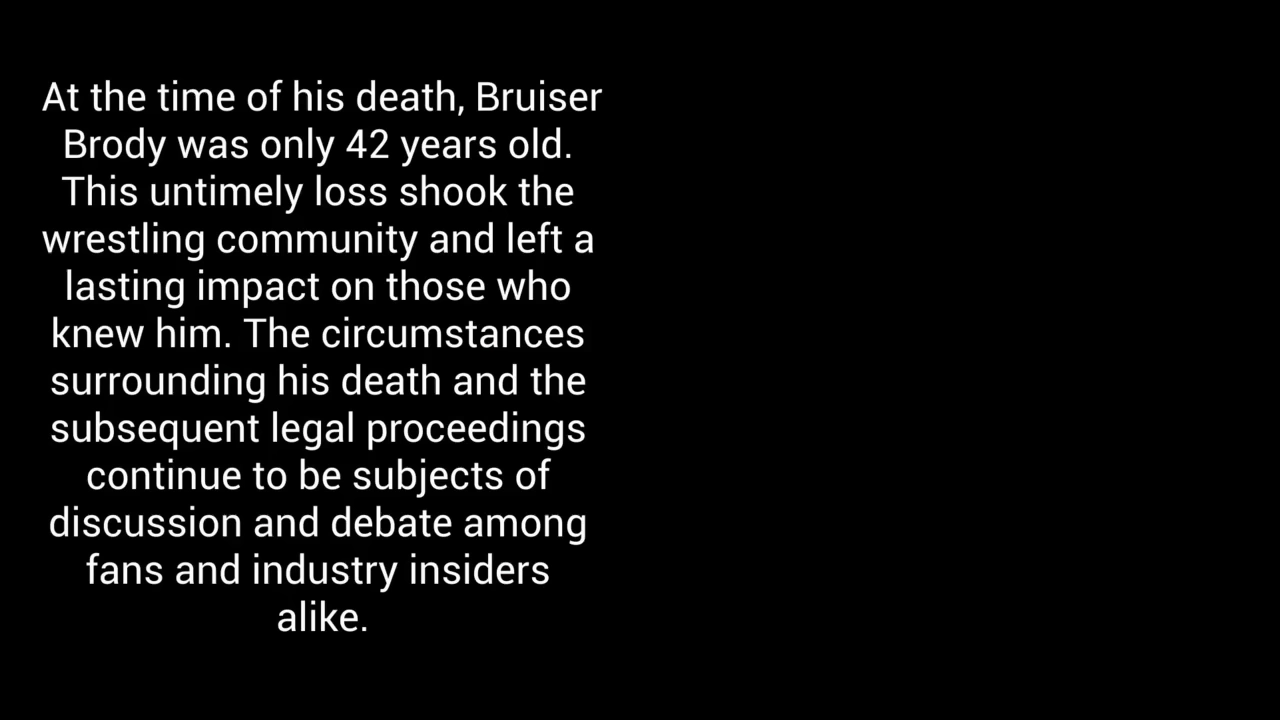 At the time of his death, Bruiser
Brody was only 42 years old.
This untimely loss shook the
wrestling community and left a
lasting impact on those who
knew him. The circumstances
surrounding his death and the
subsequent legal proceedings
continue to be subjects of
discussion and debate among
fans and industry insiders
alike.